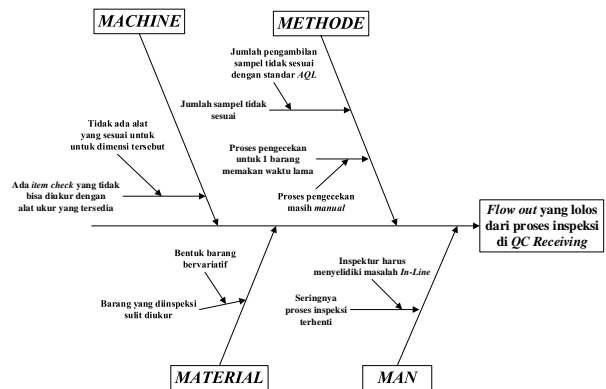 MACHINE
METHODE
Jumlah pengambilan
sampel tidak sesuai
dengan standar AQL
Jumlah sampel tidak
sesuai
Tidak ada alat
yang sesuai untuk
untuk dimensi tersebut
Proses pengecekan
untuk 1 barang
memakan waktu lama
Ada item check yang tidak
bisa diukur dengan
alat ukur yang tersedia
Proses pengecekan
masih manual
Flow out yang lolos
dari proses inspeksi
di QC Receiving
Bentuk barang
bervariatif
Barang yang diinspeksi
sulit diukur
Inspektur harus
menyelidiki masalah In-Line
Seringnya
proses inspeksi
terhenti
MATERIAL
MAN